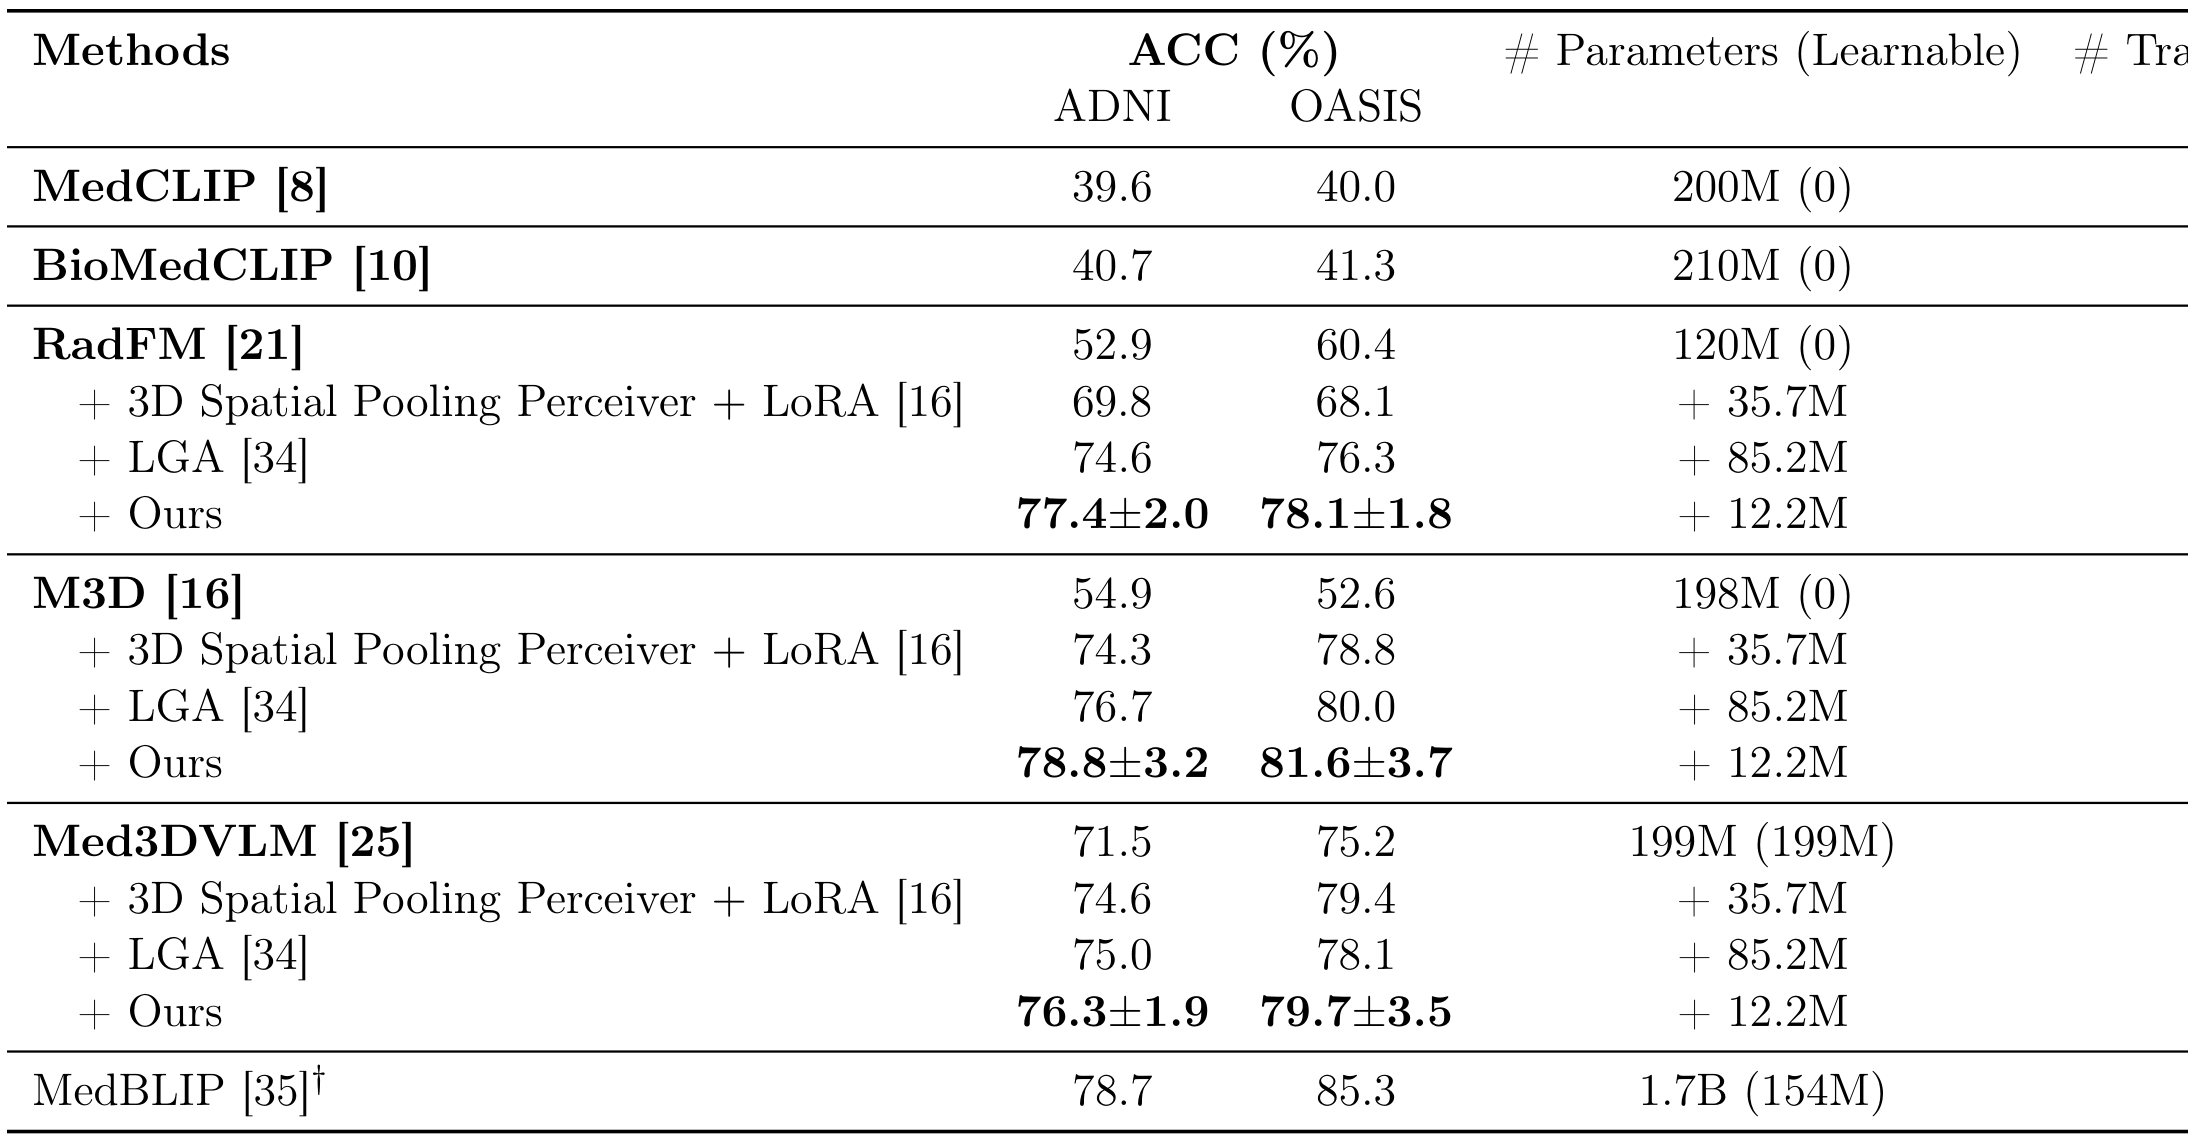 Methods ACC (%) # Parameters (Learnable) # Tra
ADNI OASIS
MedCLIP [8] 39.6 40.0 200M (0)
BioMedCLIP [10] 40.7 41.3 210M (0)
RadFM [21] 52.9 60.4 120M (0)
+ 3D Spatial Pooling Perceiver + LoRA [16] 69.8 68.1 + 35.7M
+ LGA [34] 74.6 76.3 + 85.2M
+ Ours 77.4±2.0 78.1±1.8 + 12.2M
M3D [16] 54.9 52.6 198M (0)
+ 3D Spatial Pooling Perceiver + LoRA [16] 74.3 78.8 + 35.7M
+ LGA [34] 76.7 80.0 + 85.2M
+ Ours 78.8±3.2 81.6±3.7 + 12.2M
Med3DVLM [25] 71.5 75.2 199M (199M)
+ 3D Spatial Pooling Perceiver + LoRA [16] 74.6 79.4 + 35.7M
+ LGA [34] 75.0 78.1 + 85.2M
+ Ours 76.3±1.9 79.7±3.5 + 12.2M
MedBLIP [35]† 78.7 85.3 1.7B (154M)